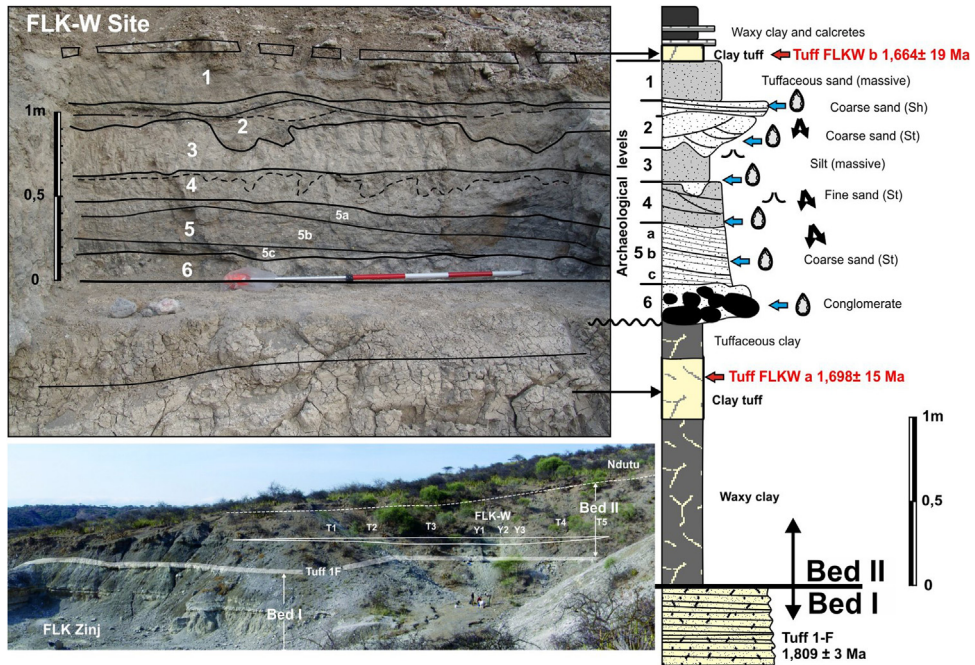 FLK-W Site
1m
0,5
0
1
2
3
4
5
5a
5b
5c
6
Archaeological levels
1
2
3
4
a
5 b
c
6
Waxy clay and calcretes
Clay tuff
Tuff FLKW b 1,664± 19 Ma
Tuffaceous sand (massive)
Coarse sand (Sh)
Coarse sand (St)
Silt (massive)
Fine sand (St)
Coarse sand (St)
Conglomerate
Tuffaceous clay
Tuff FLKW a 1,698± 15 Ma
Clay tuff
Waxy clay
1m
0,5
0
Bed II
Bed I
Tuff 1-F
1,809 ± 3 Ma
Ndutu
Bed II
FLK-W
T1 T2 T3 Y1 Y2 Y3 T4 T5
Tuff 1F
Bed I
FLK Zinj